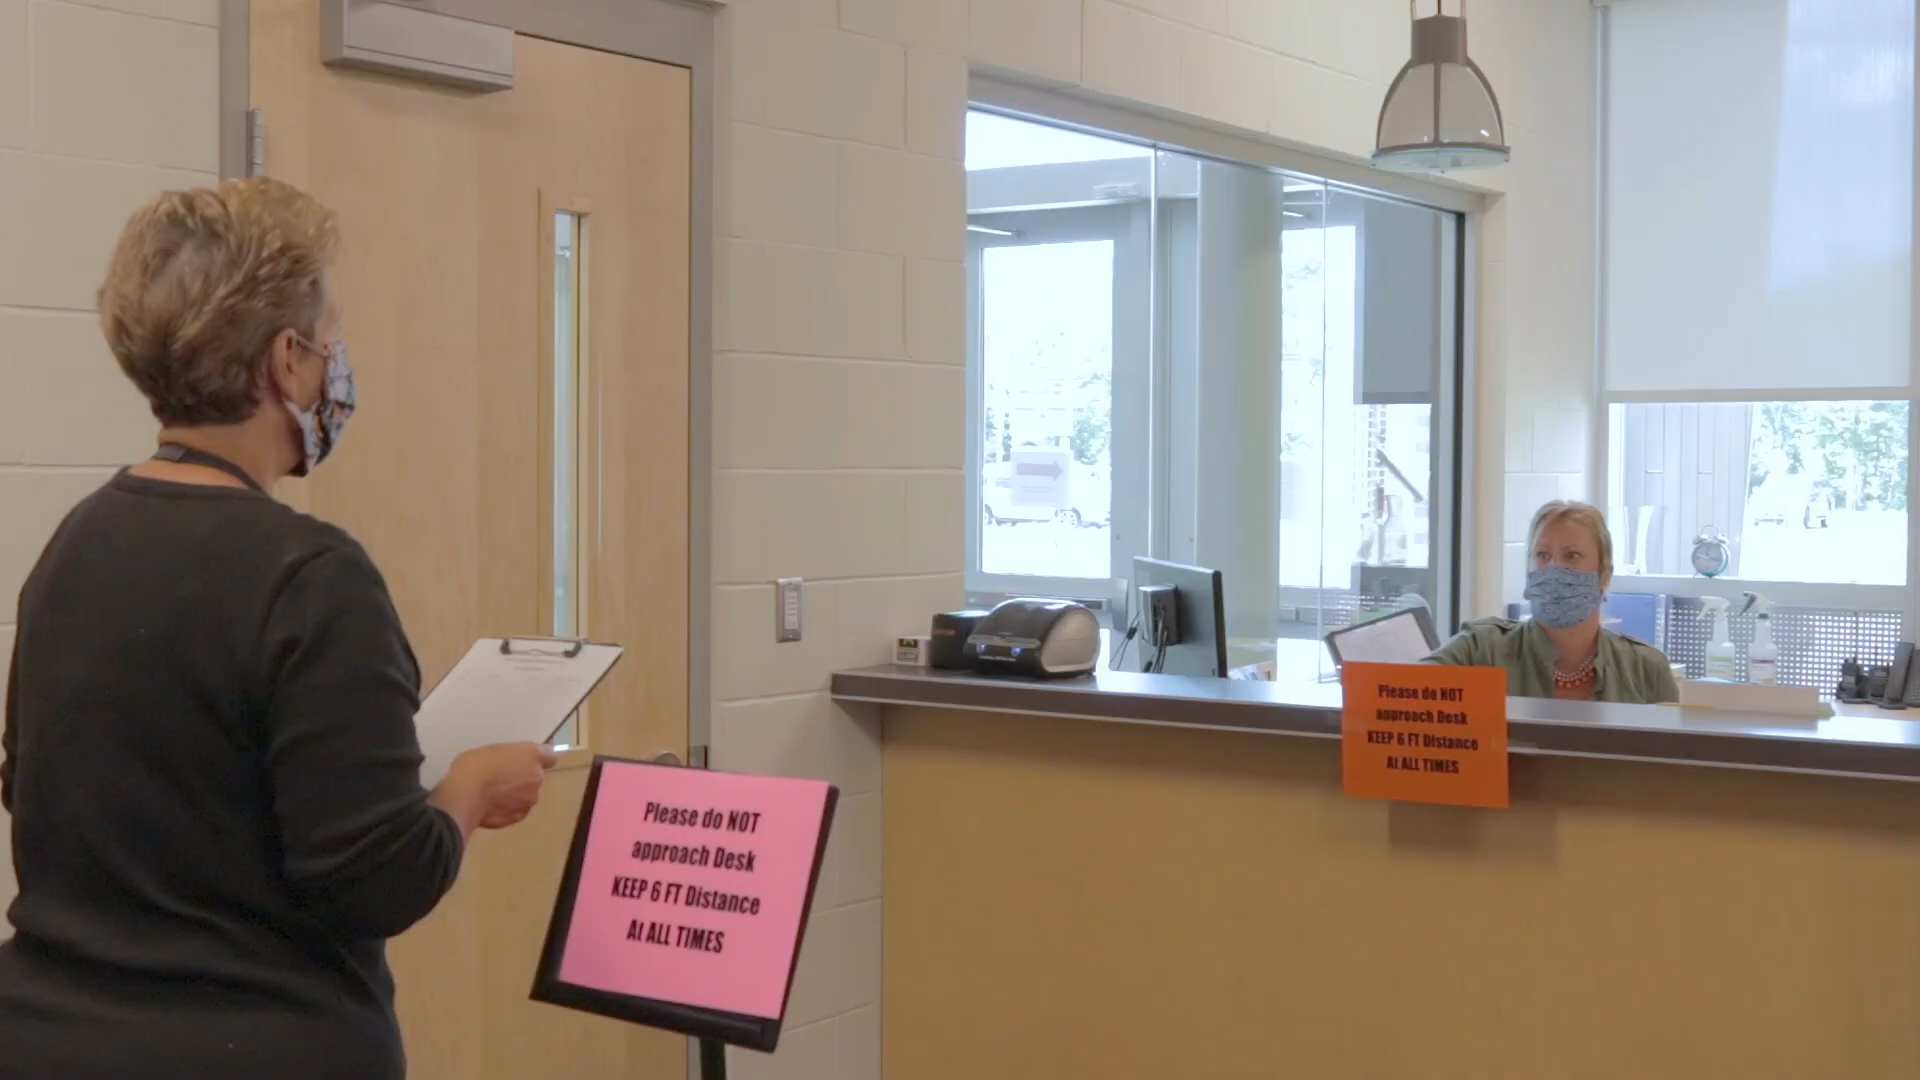 Please do NOT
approach Desk
KEEP 6 FT Distance
At ALL TIMES
Please do NOT
approach Desk
KEEP 6 FT Distance
At ALL TIMES